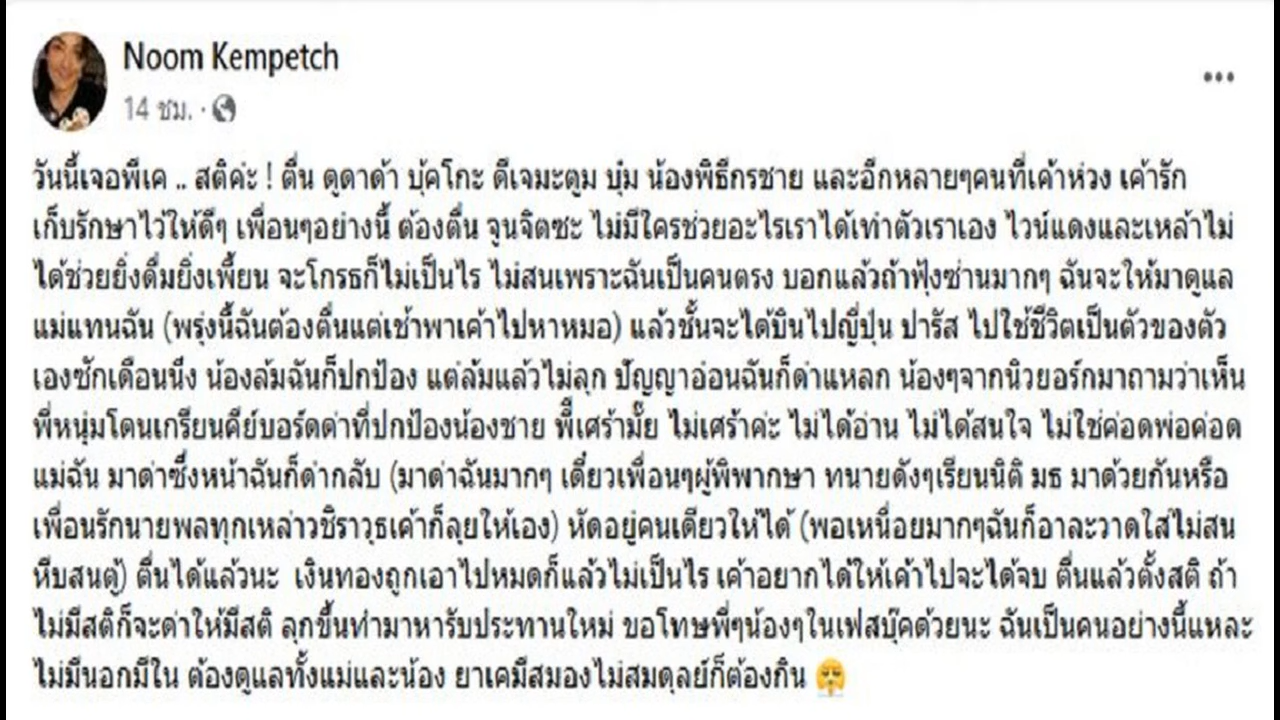 Noom Kempetch
14 ชม. ·
วันนี้เจอพีเค .. สติค่ะ ! ตื่น ดูดาด้า บุ้คโกะ ดีเจมะตูม บุ๋ม น้องพิธีกรชาย และอีกหลายๆคนที่เค้าห่วง เค้ารัก
เก็บรักษาไว้ให้ดีๆ เพื่อนๆอย่างนี้ ต้องตื่น จูนจิตซะ ไม่มีใครช่วยอะไรเราได้เท่าตัวเราเอง ไวน์แดงและเหล้าไม่
ได้ช่วยยิ่งดื่มยิ่งเพี้ยน จะโกรธก็ไม่เป็นไร ไม่สนเพราะฉันเป็นคนตรง บอกแล้วถ้าฟุ้งซ่านมากๆ ฉันจะให้มาดูแล
แม่แทนฉัน (พรุ่งนี้ฉันต้องตื่นแต่เช้าพาเค้าไปหาหมอ) แล้วชั้นจะได้บินไปญี่ปุ่น ปารัส ไปใช้ชีวิตเป็นตัวของตัว
เองซักเดือนนึง น้องล้มฉันก็ปกป้อง แต่ล้มแล้วไม่ลุก ปัญญาอ่อนฉันก็ด่าแหลก น้องๆจากนิวยอร์กมาถามว่าเห็น
พี่หนุ่มโดนเกรียนคีย์บอร์ดด่าที่ปกป้องน้องชาย พี่เศร้ามั๊ย ไม่เศร้าค่ะ ไม่ได้อ่าน ไม่ได้สนใจ ไม่ใช่ค่อดพ่อค่อด
แม่ฉัน มาด่าซึ่งหน้าฉันก็ด่ากลับ (มาด่าฉันมากๆ เดี๋ยวเพื่อนๆผู้พิพากษา ทนายดังๆเรียนนิติ มธ มาด้วยกันหรือ
เพื่อนรักนายพลทุกเหล่าวชิราวุธเค้าก็ลุยให้เอง) หัดอยู่คนเดียวให้ได้ (พอเหนื่อยมากๆฉันก็อาละวาดใส่ไม่สน
หีบสนตู้) ตื่นได้แล้วนะ เงินทองถูกเอาไปหมดก็แล้วไม่เป็นไร เค้าอยากได้ให้เค้าไปจะได้จบ ตื่นแล้วตั้งสติ ถ้า
ไม่มีสติก็จะด่าให้มีสติ ลุกขึ้นทำมาหารับประทานใหม่ ขอโทษพี่ๆน้องๆในเฟสบุ๊คด้วยนะ ฉันเป็นคนอย่างนี้แหละ
ไม่มีนอกมีใน ต้องดูแลทั้งแม่และน้อง ยาเคมีสมองไม่สมดุลย์ก็ต้องกิน 😤